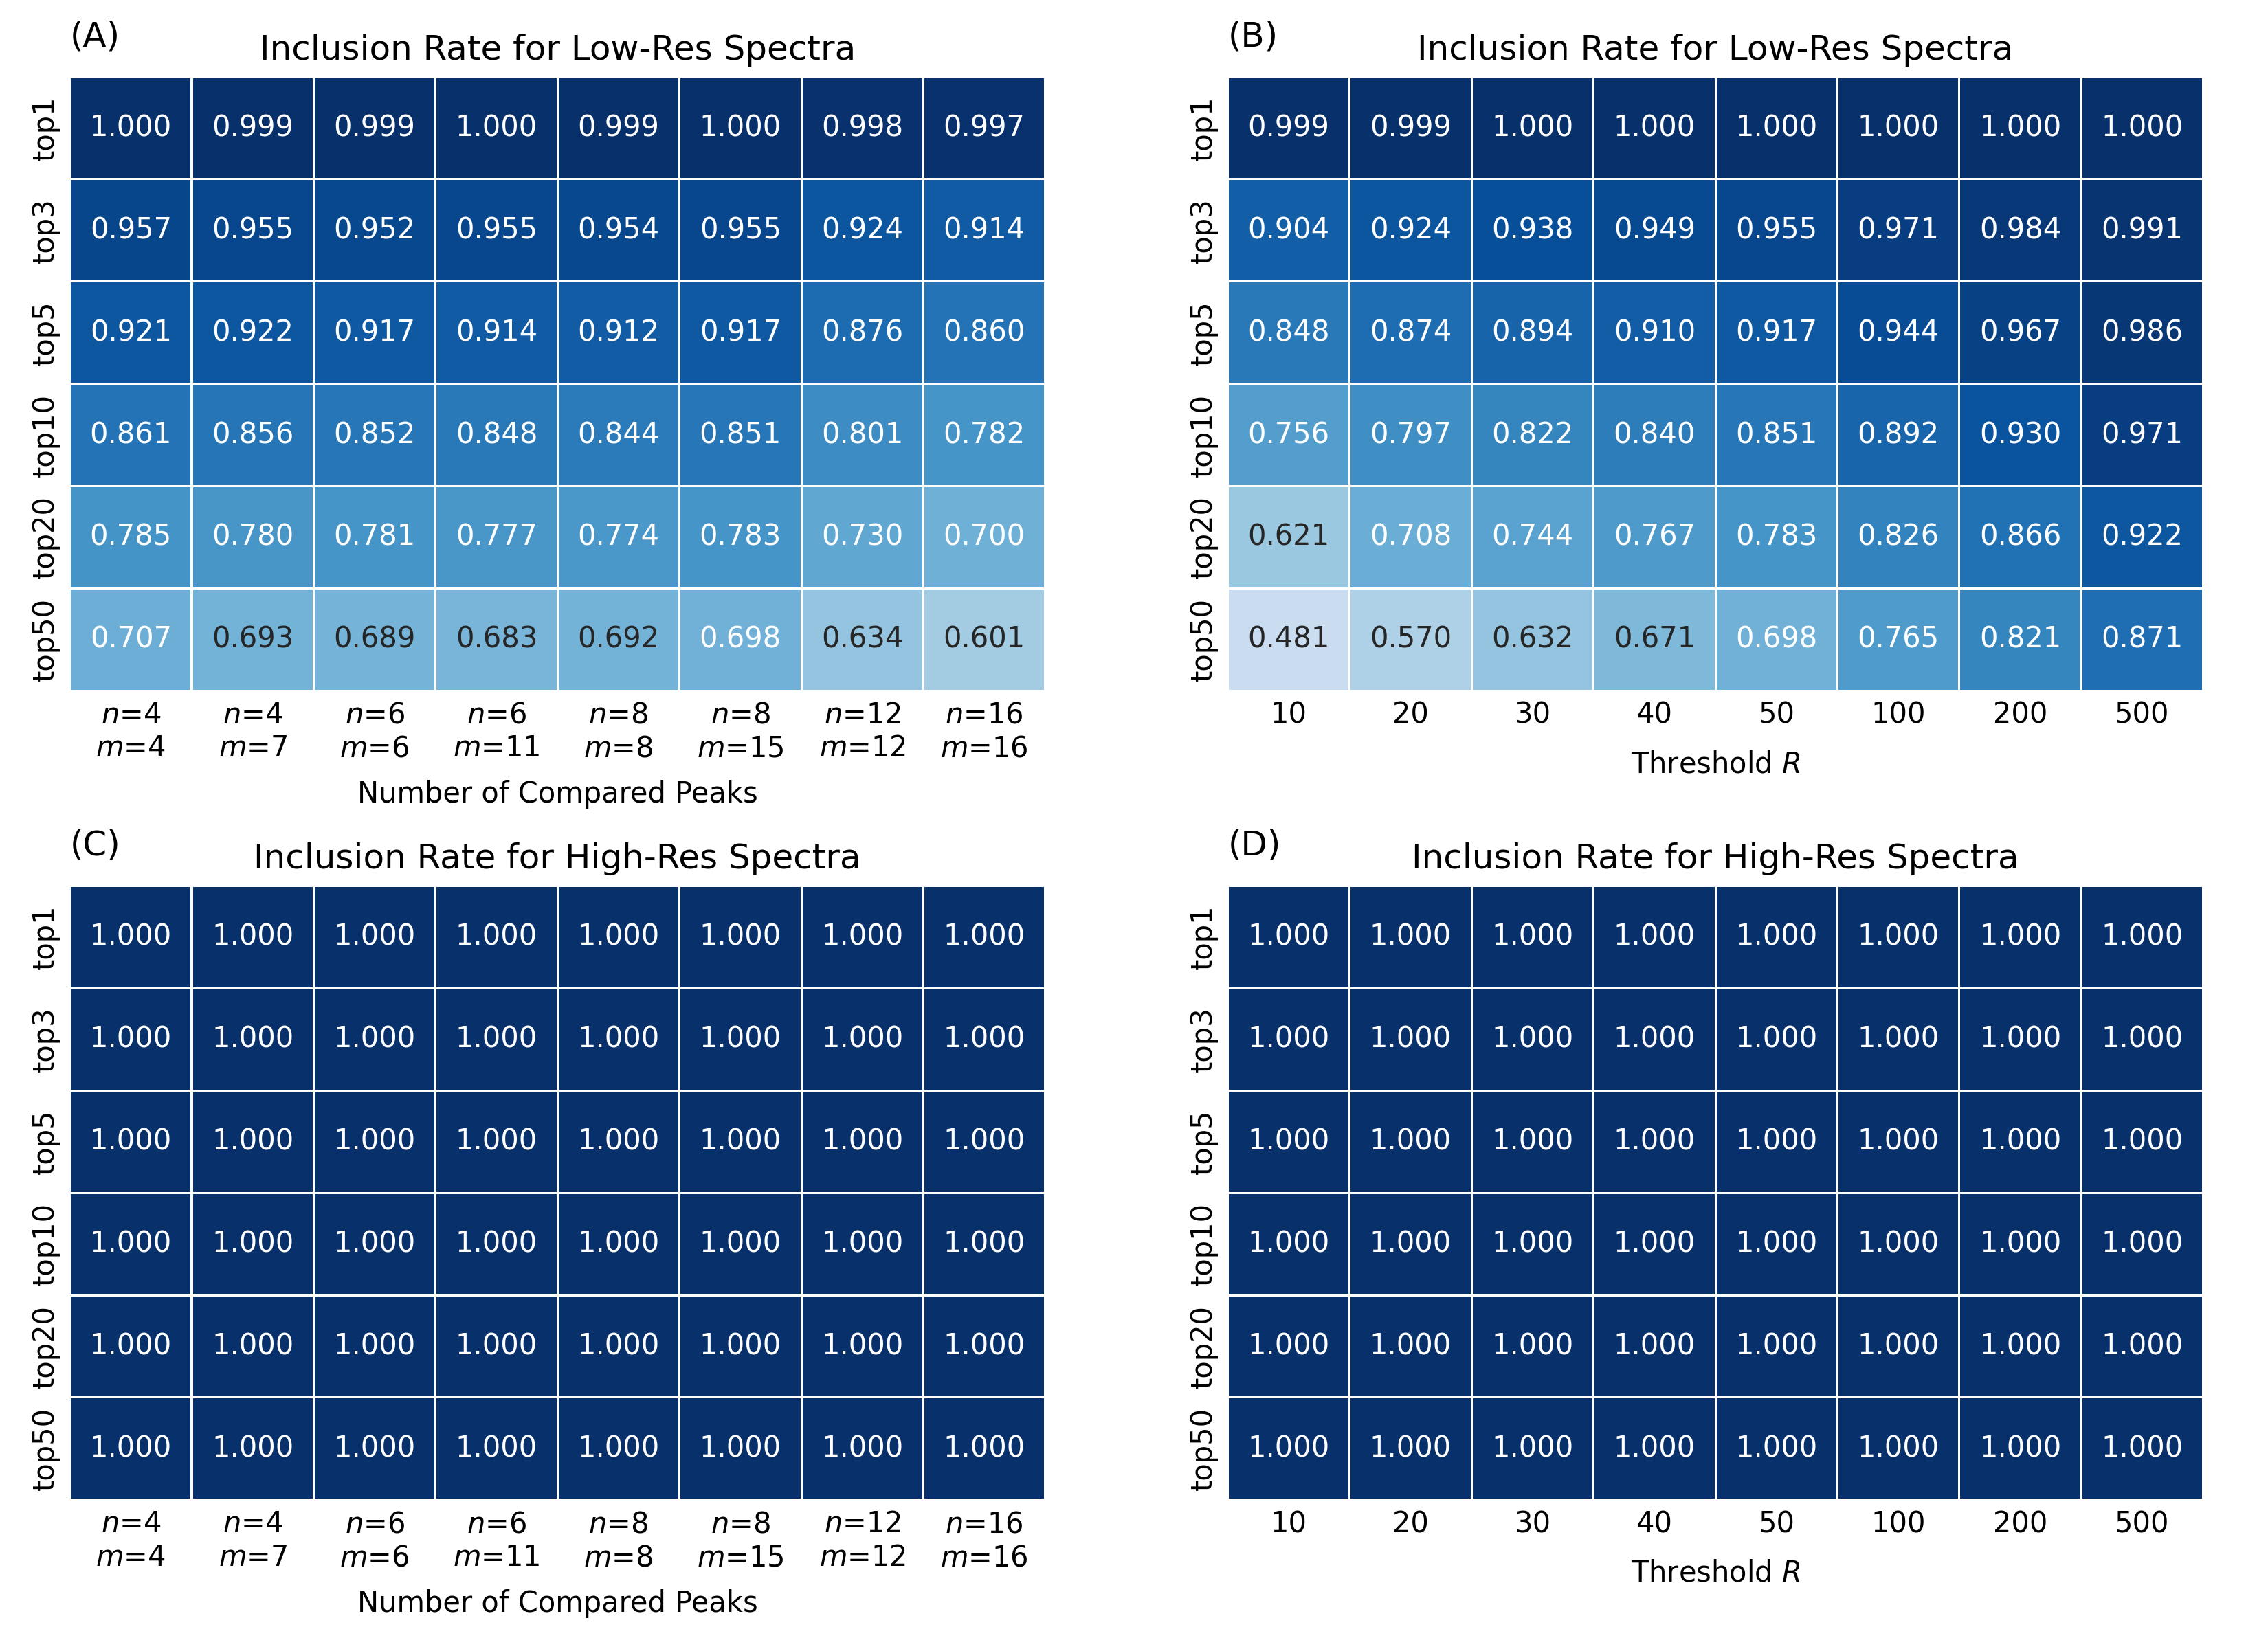 (A)
Inclusion Rate for Low-Res Spectra
top1 1.000 0.999 0.999 1.000 0.999 1.000 0.998 0.997
top3 0.957 0.955 0.952 0.955 0.954 0.955 0.924 0.914
top5 0.921 0.922 0.917 0.914 0.912 0.917 0.876 0.860
top10 0.861 0.856 0.852 0.848 0.844 0.851 0.801 0.782
top20 0.785 0.780 0.781 0.777 0.774 0.783 0.730 0.700
top50 0.707 0.693 0.689 0.683 0.692 0.698 0.634 0.601
n=4 n=4 n=6 n=6 n=8 n=8 n=12 n=16
m=4 m=7 m=6 m=11 m=8 m=15 m=12 m=16
Number of Compared Peaks
(B)
Inclusion Rate for Low-Res Spectra
top1 0.999 0.999 1.000 1.000 1.000 1.000 1.000 1.000
top3 0.904 0.924 0.938 0.949 0.955 0.971 0.984 0.991
top5 0.848 0.874 0.894 0.910 0.917 0.944 0.967 0.986
top10 0.756 0.797 0.822 0.840 0.851 0.892 0.930 0.971
top20 0.621 0.708 0.744 0.767 0.783 0.826 0.866 0.922
top50 0.481 0.570 0.632 0.671 0.698 0.765 0.821 0.871
10 20 30 40 50 100 200 500
Threshold R
(C)
Inclusion Rate for High-Res Spectra
top1 1.000 1.000 1.000 1.000 1.000 1.000 1.000 1.000
top3 1.000 1.000 1.000 1.000 1.000 1.000 1.000 1.000
top5 1.000 1.000 1.000 1.000 1.000 1.000 1.000 1.000
top10 1.000 1.000 1.000 1.000 1.000 1.000 1.000 1.000
top20 1.000 1.000 1.000 1.000 1.000 1.000 1.000 1.000
top50 1.000 1.000 1.000 1.000 1.000 1.000 1.000 1.000
n=4 n=4 n=6 n=6 n=8 n=8 n=12 n=16
m=4 m=7 m=6 m=11 m=8 m=15 m=12 m=16
Number of Compared Peaks
(D)
Inclusion Rate for High-Res Spectra
top1 1.000 1.000 1.000 1.000 1.000 1.000 1.000 1.000
top3 1.000 1.000 1.000 1.000 1.000 1.000 1.000 1.000
top5 1.000 1.000 1.000 1.000 1.000 1.000 1.000 1.000
top10 1.000 1.000 1.000 1.000 1.000 1.000 1.000 1.000
top20 1.000 1.000 1.000 1.000 1.000 1.000 1.000 1.000
top50 1.000 1.000 1.000 1.000 1.000 1.000 1.000 1.000
10 20 30 40 50 100 200 500
Threshold R